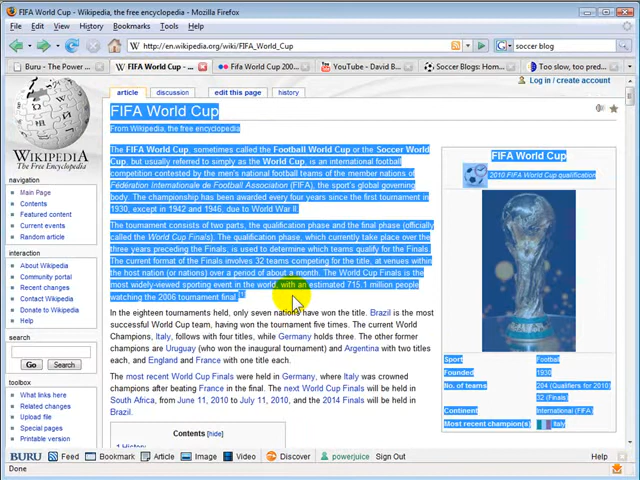 FIFA World Cup - Wikipedia, the free encyclopedia - Mozilla Firefox
File Edit View History Bookmarks Tools Help
http://en.wikipedia.org/wiki/FIFA_World_Cup
soccer blog
Buru - The Power ...
FIFA World Cup - ...
Fifa World Cup 200...
YouTube - David B...
Soccer Blogs: Hom...
Too slow, too pred...
Log in / create account
article discussion edit this page history
WIKIPEDIA
The Free Encyclopedia
navigation
Main Page
Contents
Featured content
Current events
Random article
interaction
About Wikipedia
Community portal
Recent changes
Contact Wikipedia
Donate to Wikipedia
Help
search
Go Search
toolbox
What links here
Related changes
Upload file
Special pages
Printable version
FIFA World Cup
From Wikipedia, the free encyclopedia
The FIFA World Cup, sometimes called the Football World Cup or the Soccer World
Cup, but usually referred to simply as the World Cup, is an international football
competition contested by the men's national football teams of the member nations of
Fédération Internationale de Football Association (FIFA), the sport's global governing
body. The championship has been awarded every four years since the first tournament in
1930, except in 1942 and 1946, due to World War II.
The tournament consists of two parts, the qualification phase and the final phase (officially
called the World Cup Finals). The qualification phase, which currently take place over the
three years preceding the Finals, is used to determine which teams qualify for the Finals.
The current format of the Finals involves 32 teams competing for the title, at venues within
the host nation (or nations) over a period of about a month. The World Cup Finals is the
most widely-viewed sporting event in the world, with an estimated 715.1 million people
watching the 2006 tournament final.
In the eighteen tournaments held, only seven nations have won the title. Brazil is the most
successful World Cup team, having won the tournament five times. The current World
Champions, Italy, follows with four titles, while Germany holds three. The other former
champions are Uruguay (who won the inaugural tournament) and Argentina with two titles
each, and England and France with one title each.
The most recent World Cup Finals were held in Germany, where Italy was crowned
champions after beating France in the final. The next World Cup Finals will be held in
South Africa, from June 11, 2010 to July 11, 2010, and the 2014 Finals will be held in
Brazil.
Contents [hide]
1 History
FIFA World Cup
2010 FIFA World Cup qualification
Sport Football
Founded 1930
No. of teams 204 (Qualifiers for 2010)
32 (Finals)
Continent International (FIFA)
Most recent champion(s) Italy
BURU Feed Bookmark Article Image Video Discover powerjuice Sign Out Help
Done